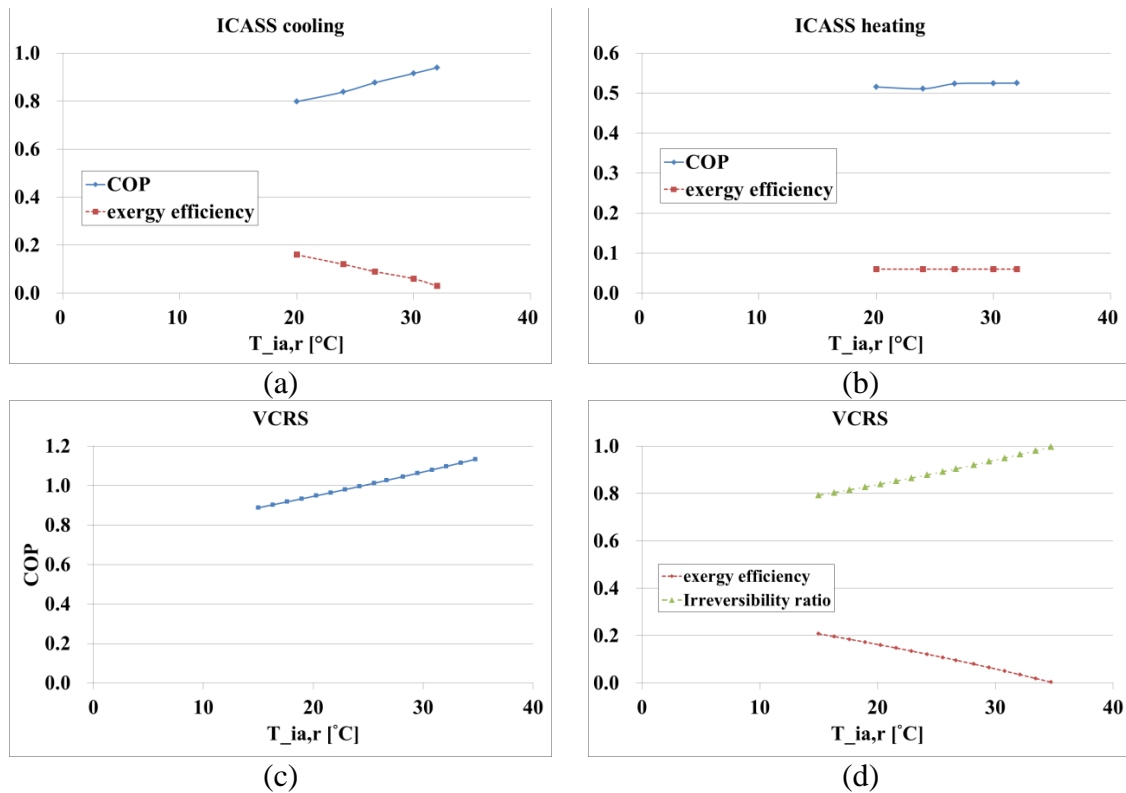 ICASS cooling
1.0
0.8
0.6
0.4
0.2
0.0
COP
exergy efficiency
0 10 20 30 40
T_ia,r [°C]
(a)
ICASS heating
0.6
0.5
0.4
0.3
0.2
0.1
0.0
COP
exergy efficiency
0 10 20 30 40
T_ia,r [°C]
(b)
VCRS
COP
1.2
1.0
0.8
0.6
0.4
0.2
0.0
0 10 20 30 40
T_ia,r [°C]
(c)
VCRS
1.0
0.8
0.6
0.4
0.2
0.0
exergy efficiency
Irreversibility ratio
0 10 20 30 40
T_ia,r [°C]
(d)